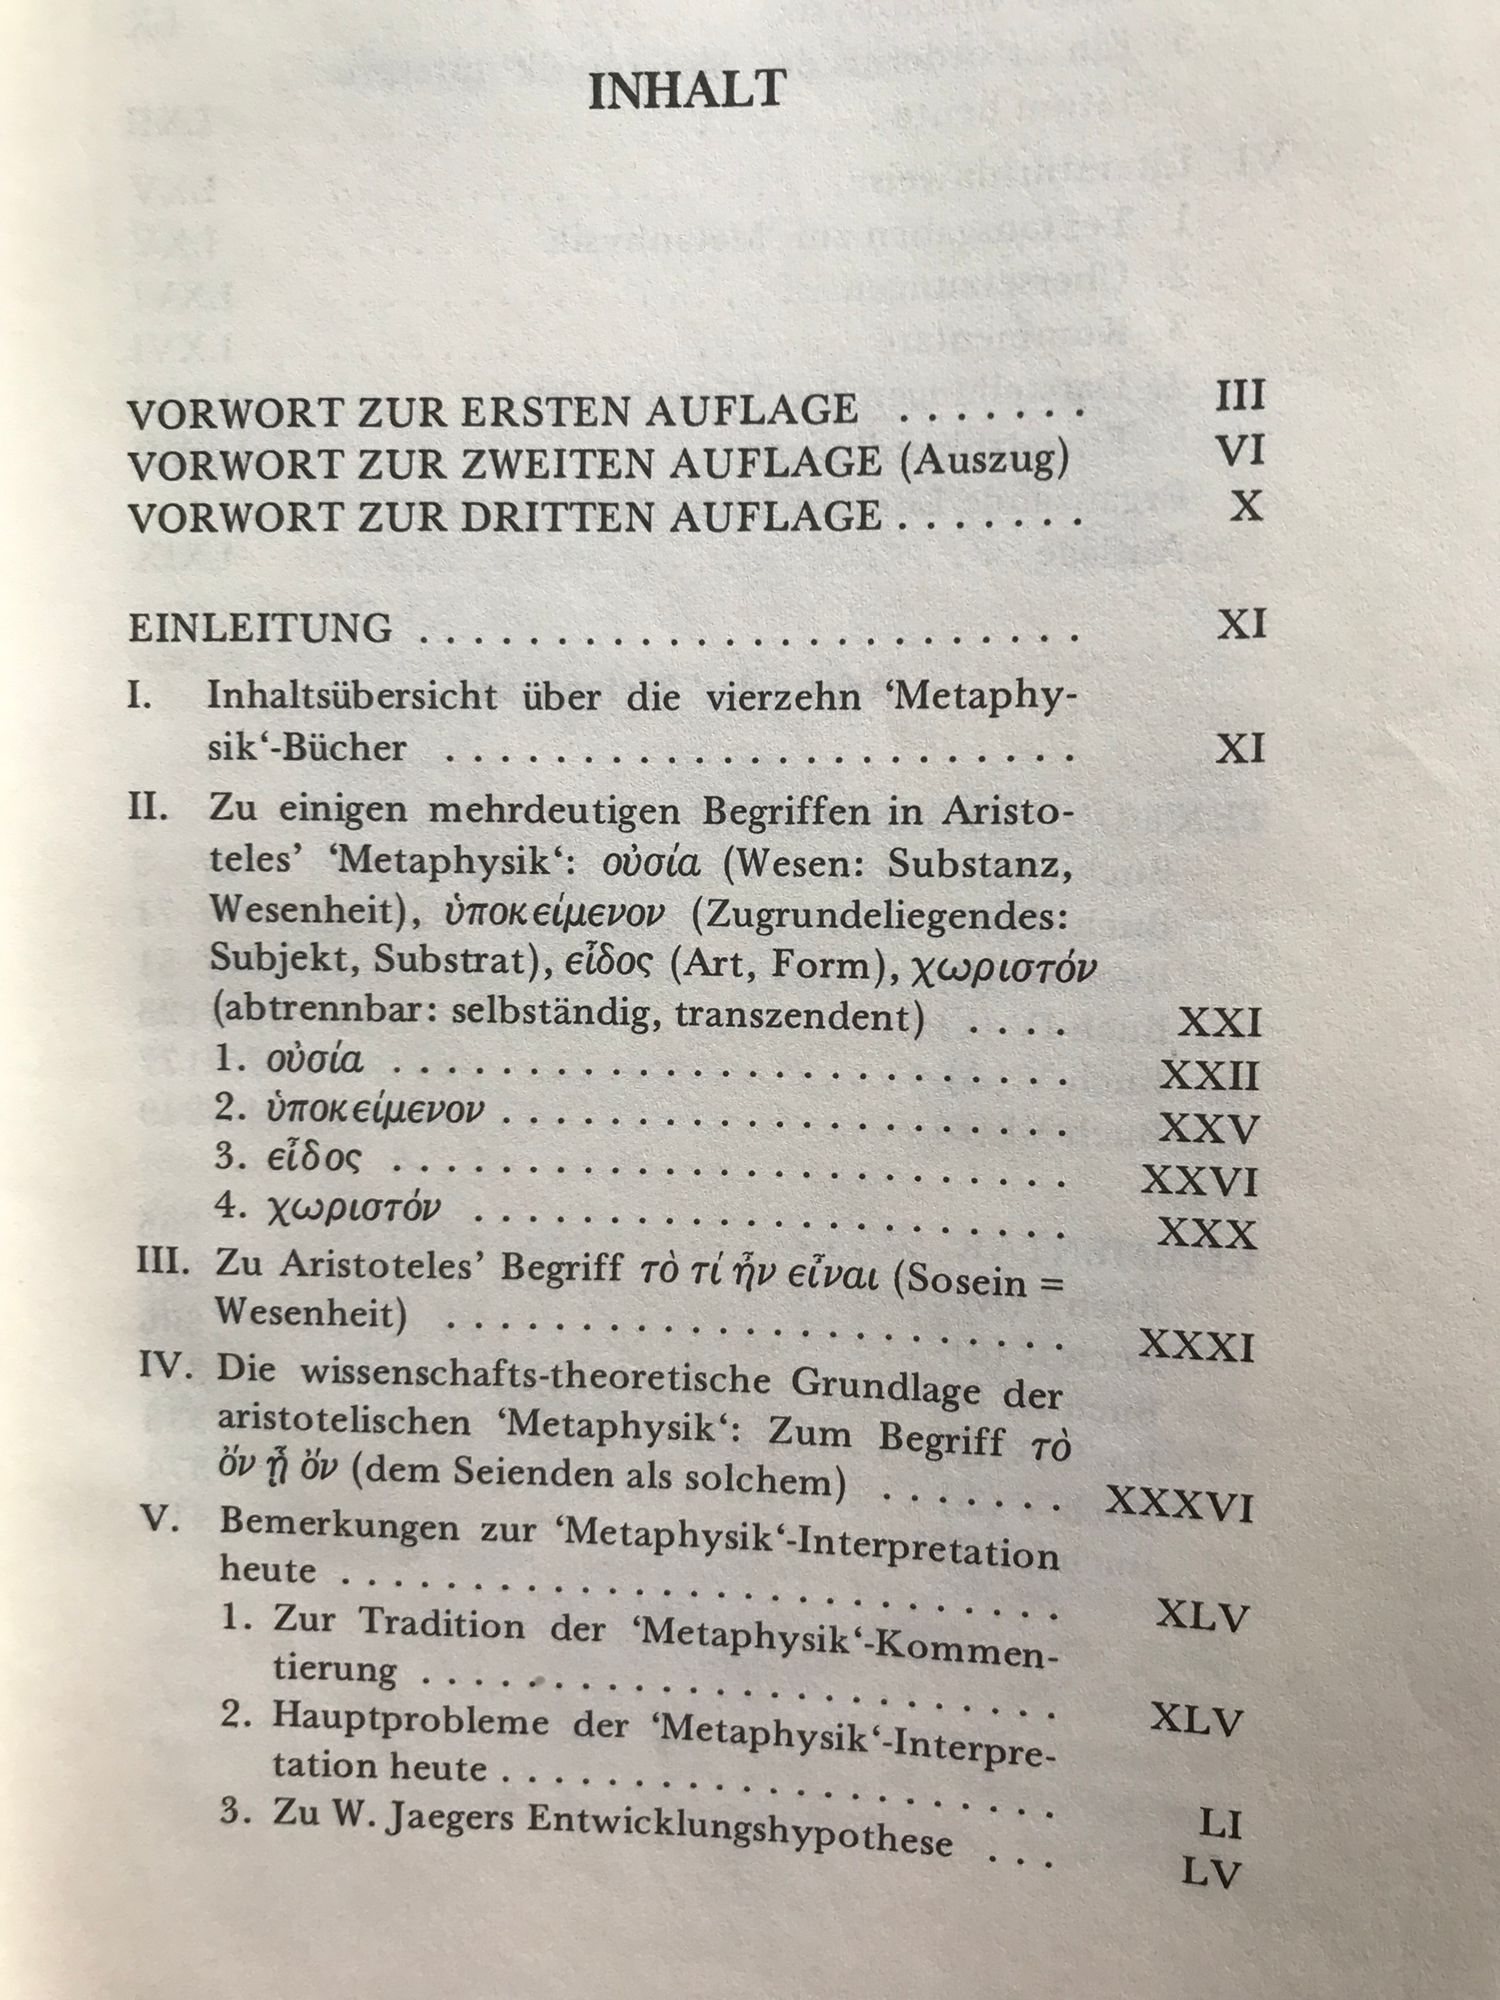 INHALT
VORWORT ZUR ERSTEN AUFLAGE ....... III
VORWORT ZUR ZWEITEN AUFLAGE (Auszug) VI
VORWORT ZUR DRITTEN AUFLAGE ....... X
EINLEITUNG ........................ XI
I. Inhaltsübersicht über die vierzehn ‘Metaphy-
sik‘-Bücher ........................ XI
II. Zu einigen mehrdeutigen Begriffen in Aristo-
teles’ ‘Metaphysik‘: οὐσία (Wesen: Substanz,
Wesenheit), ὑποκείμενον (Zugrundeliegendes:
Subjekt, Substrat), εἶδος (Art, Form), χωριστόν
(abtrennbar: selbständig, transzendent) .... XXI
1. οὐσία ......................... XXII
2. ὑποκείμενον ..................... XXV
3. εἶδος ......................... XXVI
4. χωριστόν ...................... XXX
III. Zu Aristoteles’ Begriff τὸ τί ἦν εἶναι (Sosein =
Wesenheit) ....................... XXXI
IV. Die wissenschafts-theoretische Grundlage der
aristotelischen ‘Metaphysik‘: Zum Begriff τὸ
ὄν ᾗ ὄν (dem Seienden als solchem) ....... XXXVI
V. Bemerkungen zur ‘Metaphysik‘-Interpretation
heute ........................... XLV
1. Zur Tradition der ‘Metaphysik‘-Kommen-
tierung ........................ XLV
2. Hauptprobleme der ‘Metaphysik‘-Interpre-
tation heute ..................... LI
3. Zu W. Jaegers Entwicklungshypothese ... LV